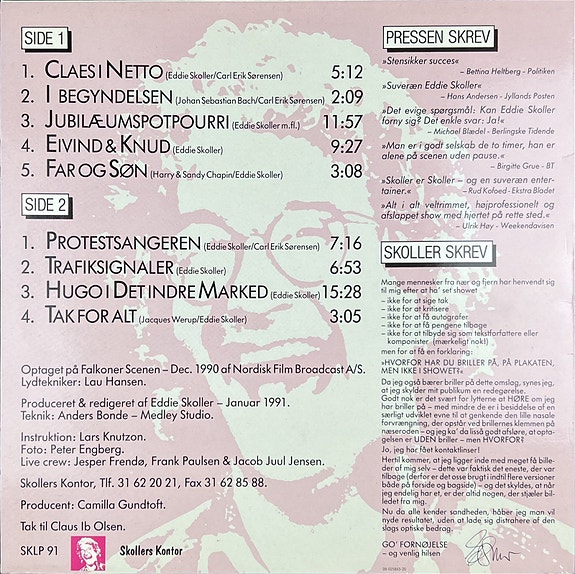 SIDE 1
1. CLAES I NETTO (Eddie Skoller/Carl Erik Sørensen) 5:12
2. I BEGYNDELSEN (Johan Sebastian Bach/Carl Erik Sørensen) 2:09
3. JUBILÆUMSPOTPOURRI (Eddie Skoller m.fl.) 11:57
4. EIVIND & KNUD (Eddie Skoller) 9:27
5. FAR OG SØN (Harry & Sandy Chapin/Eddie Skoller) 3:08
SIDE 2
1. PROTESTSANGEREN (Eddie Skoller/Carl Erik Sørensen) 7:16
2. TRAFIKSIGNALER (Eddie Skoller) 6:53
3. HUGO I DET INDRE MARKED (Eddie Skoller) 15:28
4. TAK FOR ALT (Jacques Werup/Eddie Skoller) 3:05
Optaget på Falkoner Scenen – Dec. 1990 af Nordisk Film Broadcast A/S.
Lydtekniker: Lau Hansen.
Produceret & redigeret af Eddie Skoller – Januar 1991.
Teknik: Anders Bonde – Medley Studio.
Instruktion: Lars Knutzon.
Foto: Peter Engberg.
Live crew: Jesper Frendø, Frank Paulsen & Jacob Juul Jensen.
Skollers Kontor, Tlf. 31 62 20 21, Fax 31 62 85 88.
Producent: Camilla Gundtoft.
Tak til Claus Ib Olsen.
SKLP 91 Skollers Kontor
PRESSEN SKREV
»Stensikker succes«
– Bettina Heltberg - Politiken
»Suveræn Eddie Skoller«
– Hans Andersen - Jyllands Posten
»Det evige spørgsmål: Kan Eddie Skoller
forny sig? Det enkle svar: Ja!«
– Michael Blædel - Berlingske Tidende
»Man er i godt selskab de to timer, han er
alene på scenen uden pause.«
– Birgitte Grue - BT
»Skoller er Skoller – og en suveræn enter-
tainer.«
– Rud Kofoed - Ekstra Bladet
»Alt i alt veltrimmet, højprofessionelt og
afslappet show med hjertet på rette sted.«
– Ulrik Høy - Weekendavisen
SKOLLER SKREV
Mange mennesker fra nær og fjern har henvendt sig
til mig efter at ha' set showet
– ikke for at sige tak
– ikke for at kritisere
– ikke for at få autografer
– ikke for at få pengene tilbage
– ikke for at tilbyde sig som tekstforfattere eller
komponister (mærkeligt nok!)
men for at få en forklaring:
»HVORFOR HAR DU BRILLER PÅ, PÅ PLAKATEN,
MEN IKKE I SHOWET?«
Da jeg også bærer briller på dette omslag, synes jeg,
at jeg skylder mit publikum en redegørelse.
Godt nok er det svært for lytterne at HØRE om jeg
har briller på – med mindre de er i besiddelse af en
særligt udviklet evne til at genkende den lille nasale
forvrængning, der opstår ved brillernes klemmen på
næseroden – og jeg ka' da lisså godt afsløre, at opta-
gelsen er UDEN briller – men HVORFOR?
Jo, jeg har fået kontaktlinser!
Hertil kommer, at jeg ligger inde med meget få bille-
der af mig selv – dette var faktisk det eneste, der var
tilbage (derfor er det osse brugt i indtil flere versioner
både på forside og bagside) – og det skyldes, at når
jeg endelig har et, er der altid nogen, der stjæler bil-
ledet fra mig.
Nu da alle kender sandheden, håber jeg man vil
nyde resultatet, uden at lade sig distrahere af den
slags optiske bedrag.
GO' FORNØJELSE
– og venlig hilsen